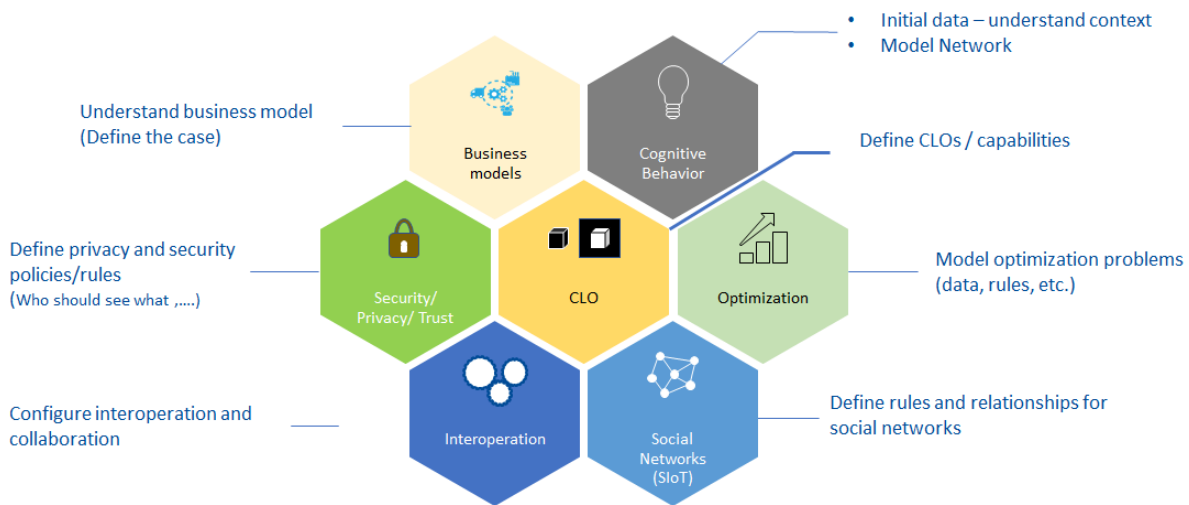 • Initial data – understand context
• Model Network
Understand business model
(Define the case)
Business
models
Cognitive
Behavior
Define CLOs / capabilities
Define privacy and security
policies/rules
(Who should see what ,....)
Security/
Privacy/ Trust
CLO
Optimization
Model optimization problems
(data, rules, etc.)
Configure interoperation and
collaboration
Interoperation
Social
Networks
(SIoT)
Define rules and relationships for
social networks